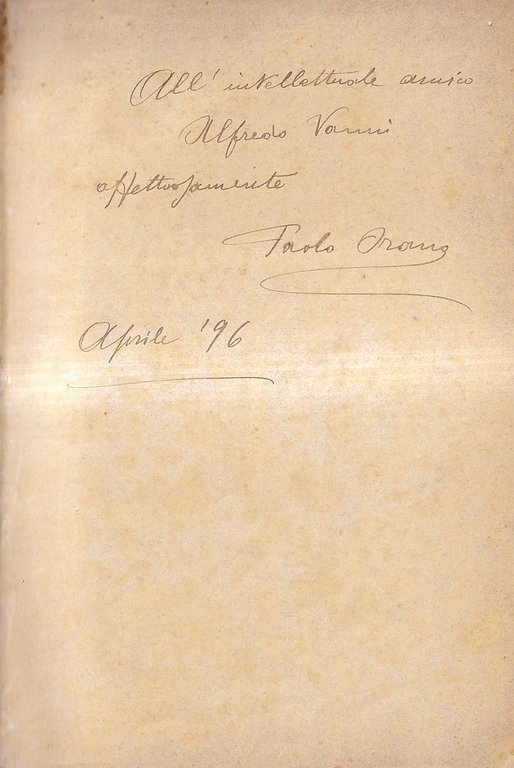 All' intellettuale amico
Alfredo Vanni
affettuosamente
Paolo Orano
Aprile '96